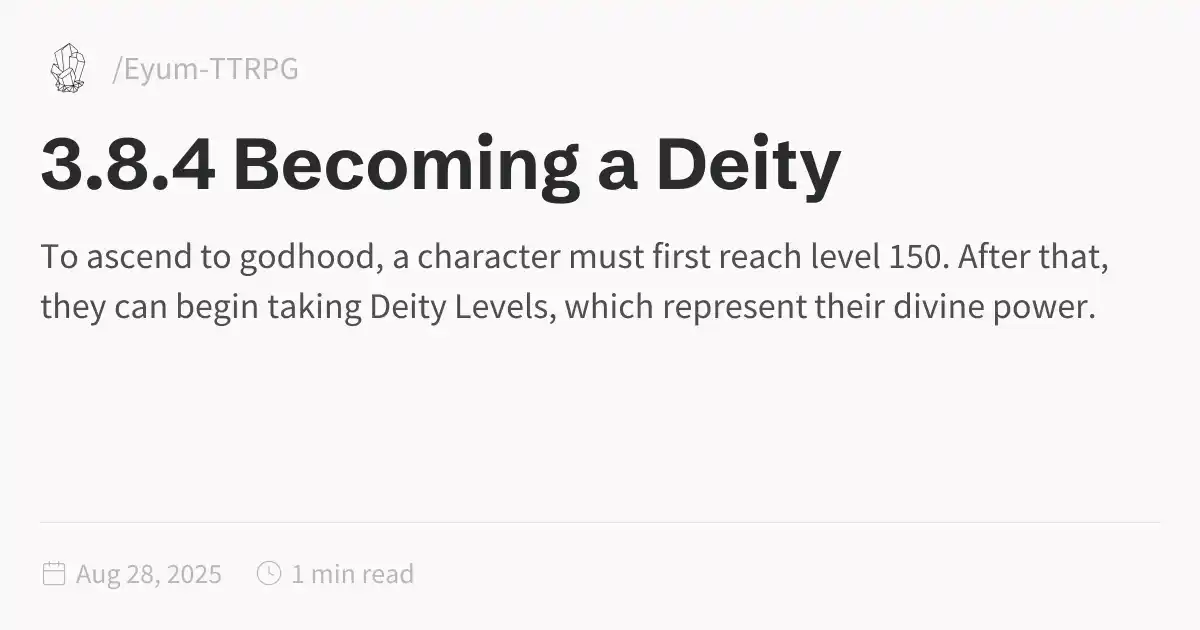 /Eyum-TTRPG
3.8.4 Becoming a Deity
To ascend to godhood, a character must first reach level 150. After that,
they can begin taking Deity Levels, which represent their divine power.
Aug 28, 2025 1 min read